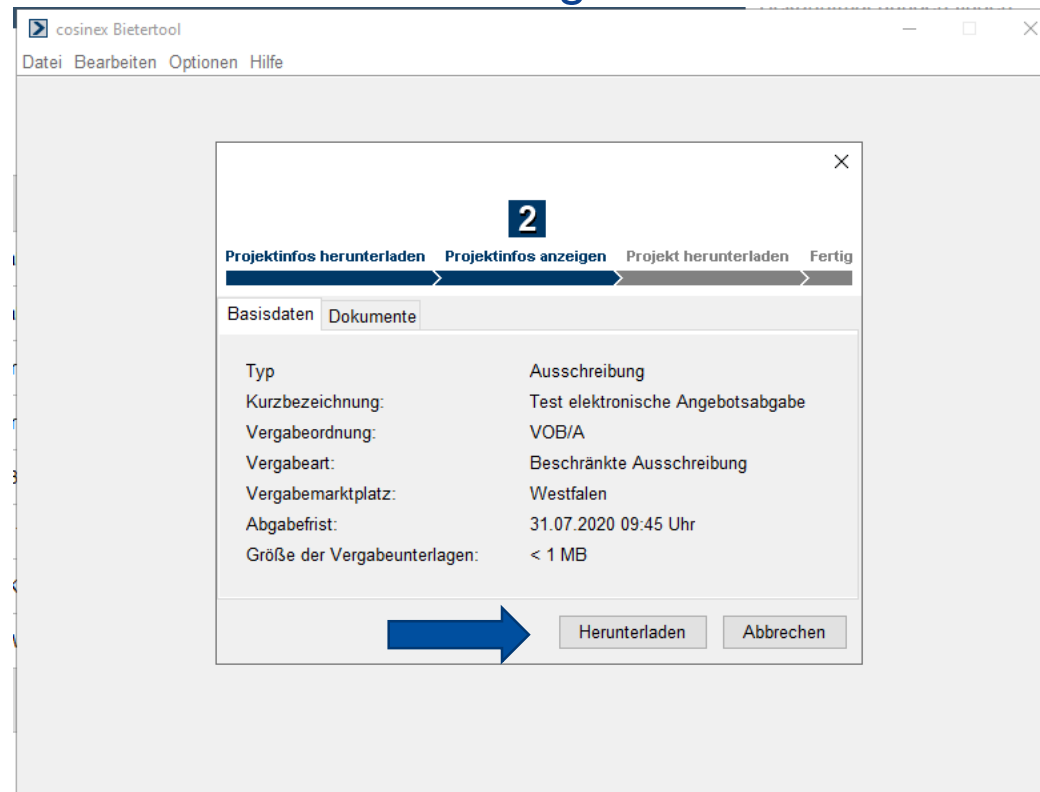 cosinex Bietertool
Datei Bearbeiten Optionen Hilfe
2
Projektinfos herunterladen Projektinfos anzeigen Projekt herunterladen Fertig
Basisdaten Dokumente
Typ Ausschreibung
Kurzbezeichnung: Test elektronische Angebotsabgabe
Vergabeordnung: VOB/A
Vergabeart: Beschränkte Ausschreibung
Vergabemarktplatz: Westfalen
Abgabefrist: 31.07.2020 09:45 Uhr
Größe der Vergabeunterlagen: < 1 MB
Herunterladen Abbrechen